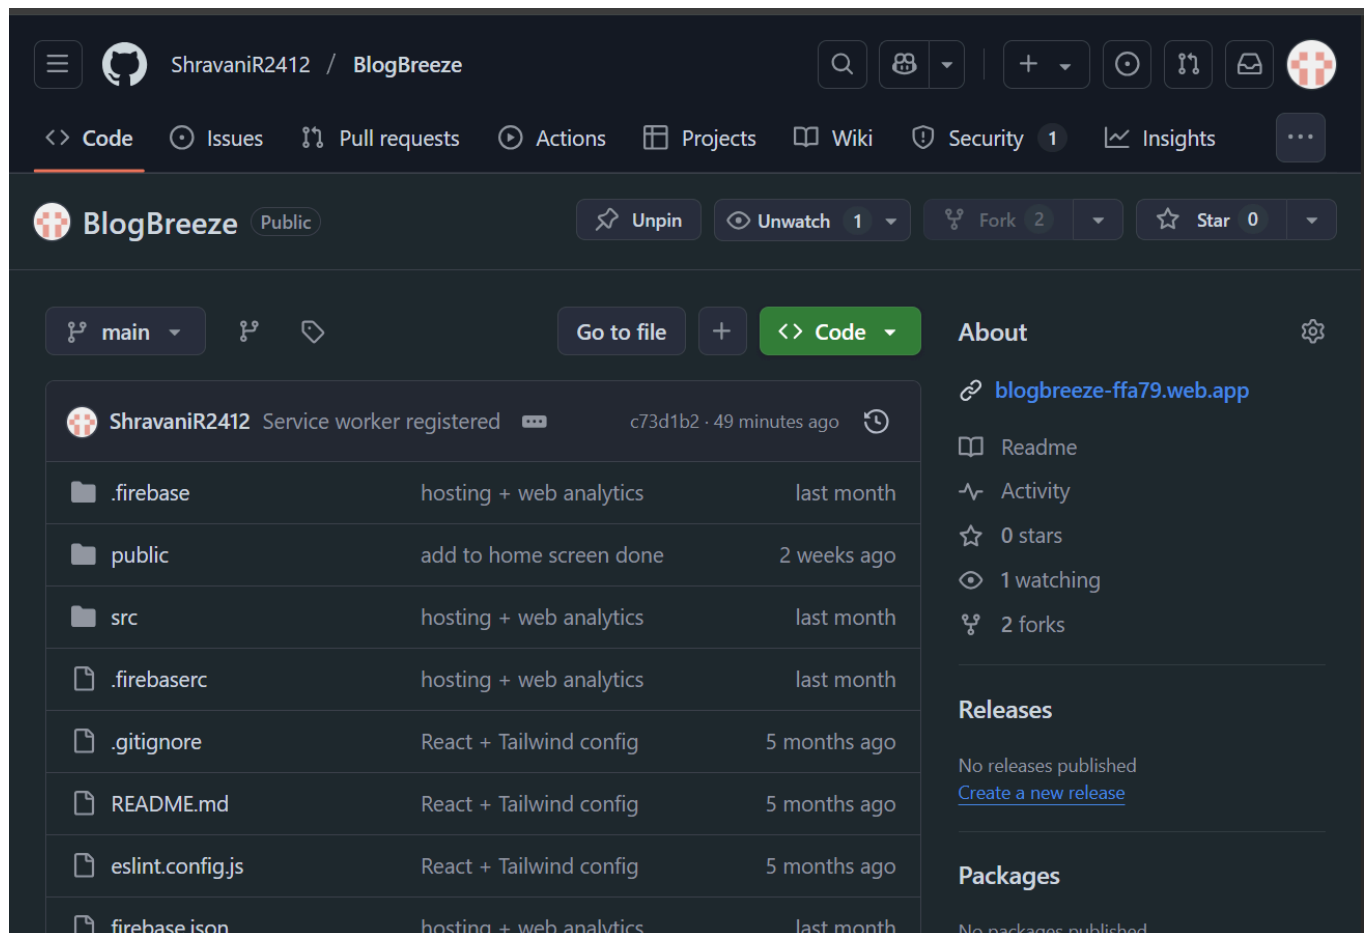 ShravaniR2412 / BlogBreeze
Code Issues Pull requests Actions Projects Wiki Security 1 Insights
BlogBreeze Public Unpin Unwatch 1 Fork 2 Star 0
main Go to file + Code
ShravaniR2412 Service worker registered c73d1b2 · 49 minutes ago
.firebase hosting + web analytics last month
public add to home screen done 2 weeks ago
src hosting + web analytics last month
.firebaserc hosting + web analytics last month
.gitignore React + Tailwind config 5 months ago
README.md React + Tailwind config 5 months ago
eslint.config.js React + Tailwind config 5 months ago
firebase.json hosting + web analytics last month
About
blogbreeze-ffa79.web.app
Readme
Activity
0 stars
1 watching
2 forks
Releases
No releases published
Create a new release
Packages
No packages published